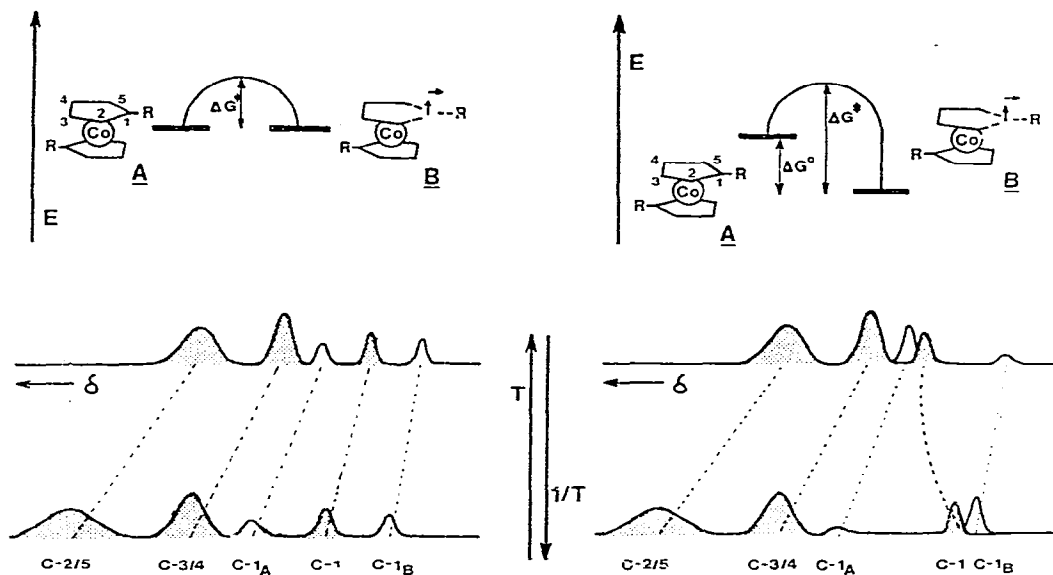 E
4 5
2
3 1
R
Co
R
A
ΔG‡
R
Co
R
B
E
4 5
2
3 1
R
Co
R
A
ΔG°
ΔG‡
R
Co
R
B
δ
T
1/T
δ
C-2/5 C-3/4 C-1A C-1 C-1B
C-2/5 C-3/4 C-1A C-1 C-1B